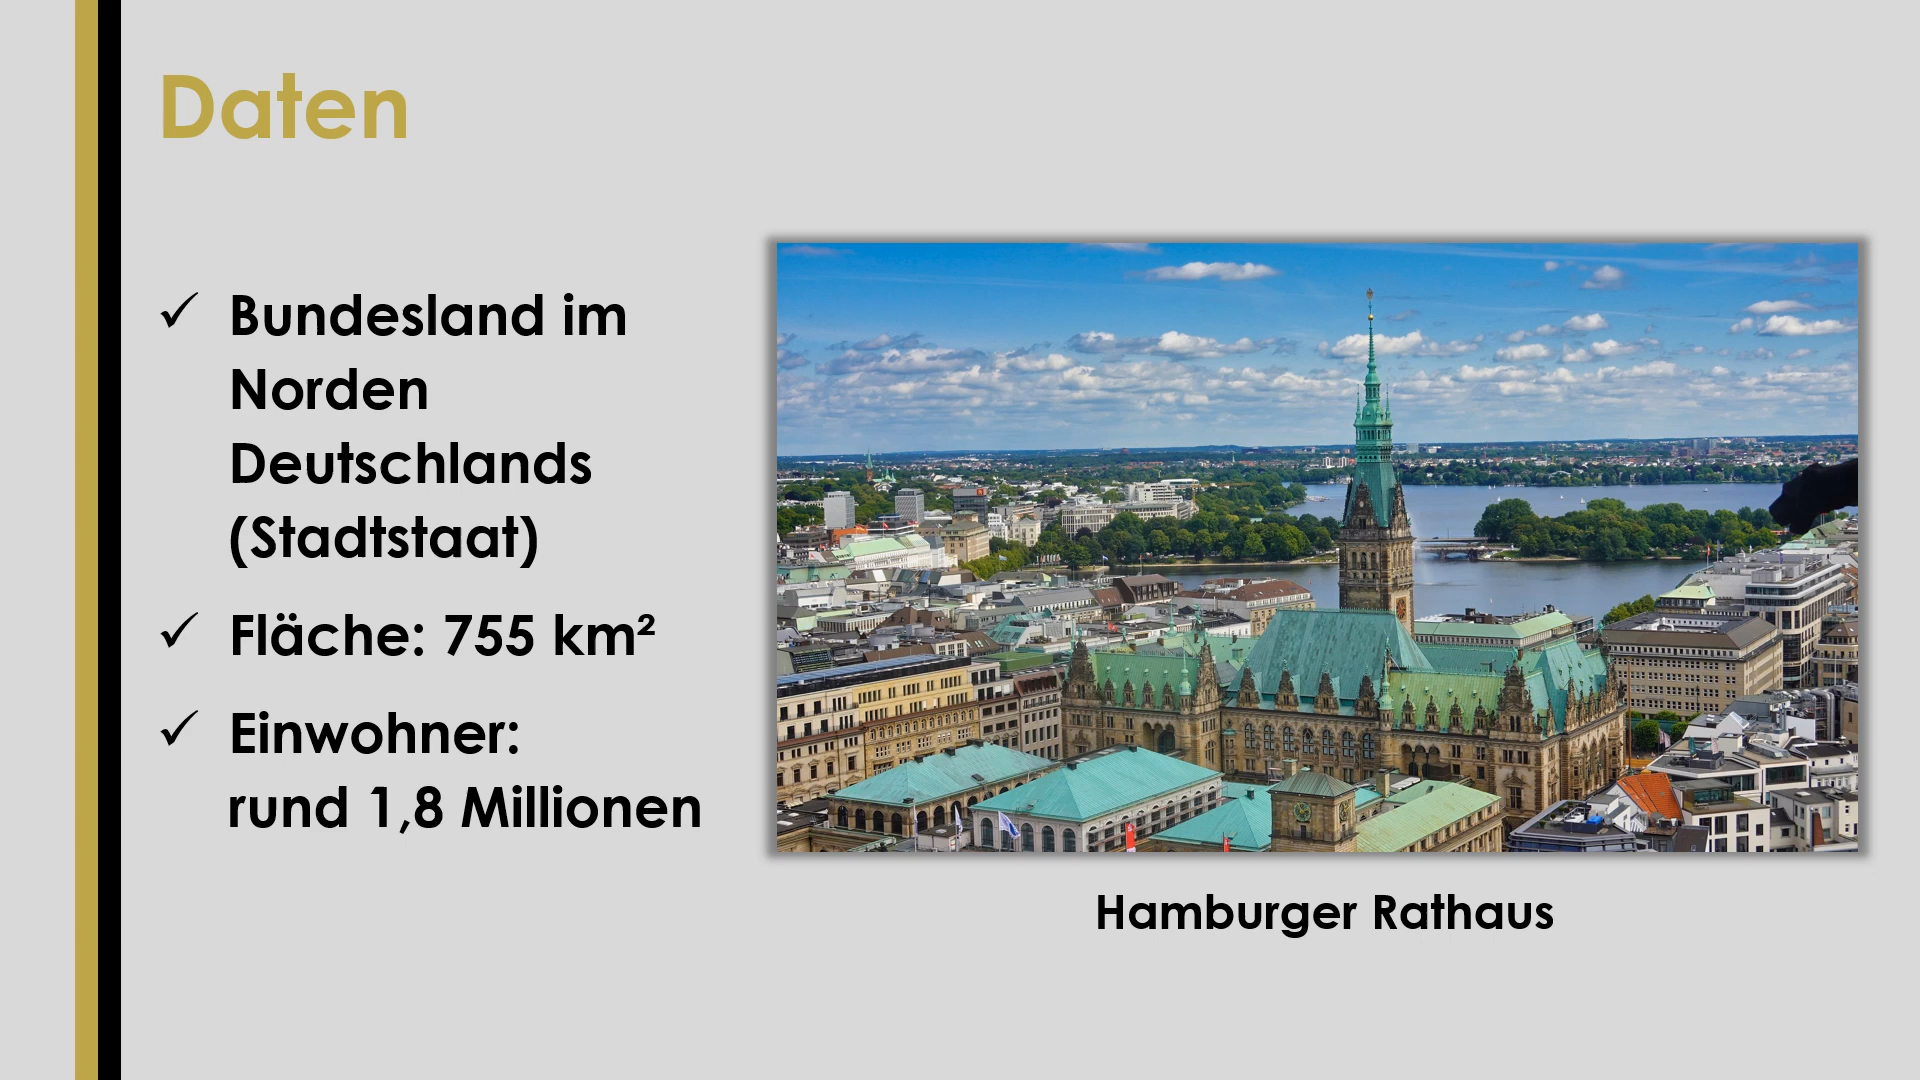 Daten
Bundesland im
Norden
Deutschlands
(Stadtstaat)
Fläche: 755 km²
Einwohner:
rund 1,8 Millionen
Hamburger Rathaus